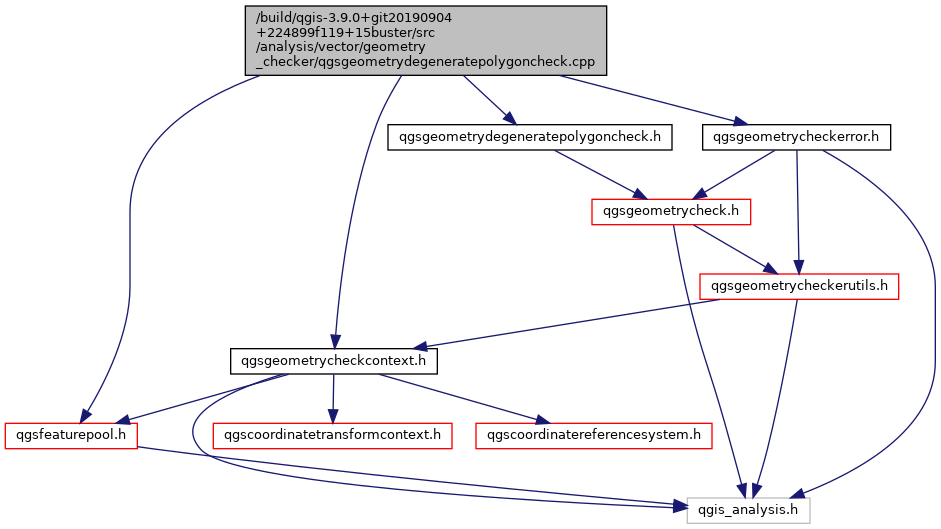 /build/qgis-3.9.0+git20190904
+224899f119+15buster/src
/analysis/vector/geometry
_checker/qgsgeometrydegeneratepolygoncheck.cpp
qgsgeometrydegeneratepolygoncheck.h
qgsgeometrycheckerror.h
qgsgeometrycheck.h
qgsgeometrycheckerutils.h
qgsgeometrycheckcontext.h
qgsfeaturepool.h
qgscoordinatetransformcontext.h
qgscoordinatereferencesystem.h
qgis_analysis.h